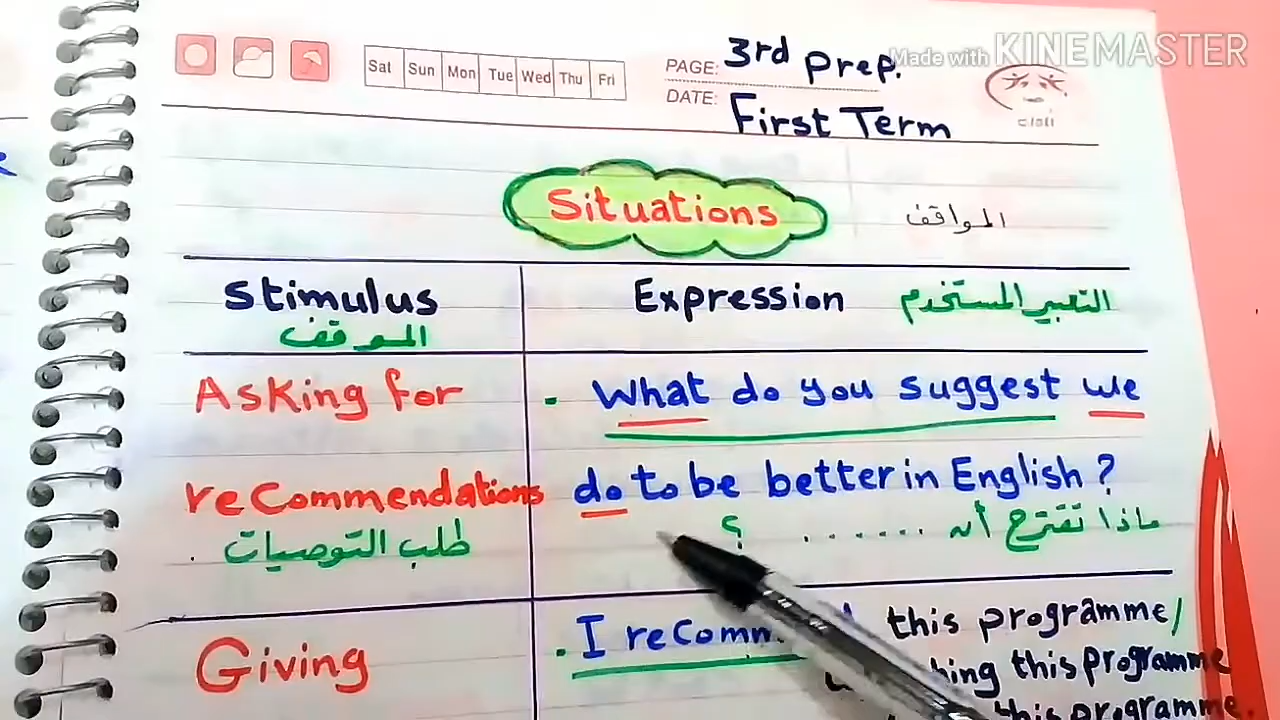 Made with KINEMASTER
Sat Sun Mon Tue Wed Thu Fri
PAGE: 3rd prep.
DATE: First Term
Situations المواقف
Stimulus Expression التعبير المستخدم
الموقف
Asking for - What do you suggest we
recommendations do to be better in English?
طلب التوصيات . ماذا تقترح أن ...... ؟
Giving . I recomm this programme/
this programme
this programme.